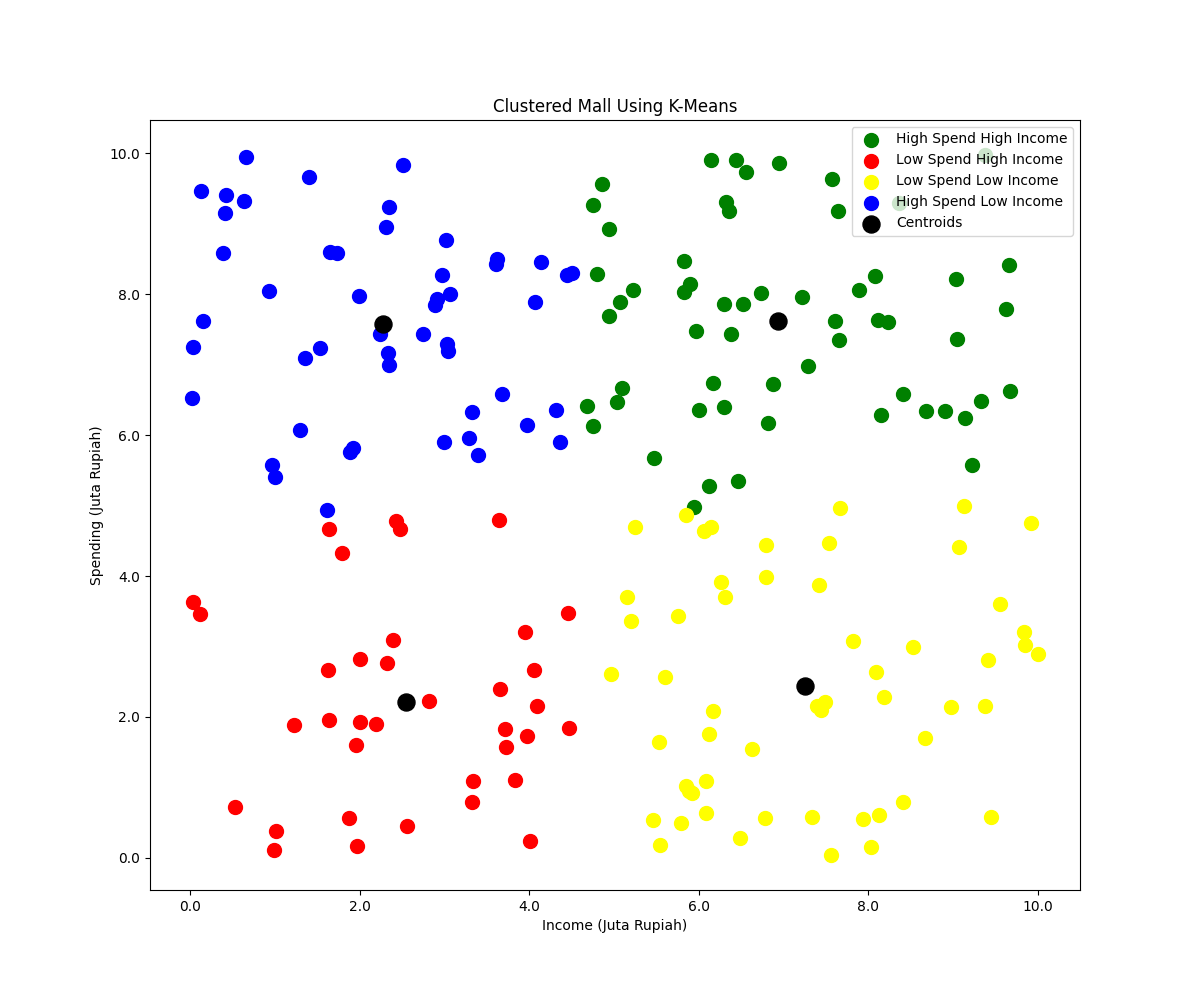 Clustered Mall Using K-Means
High Spend High Income
Low Spend High Income
Low Spend Low Income
High Spend Low Income
Centroids
10.0
8.0
6.0
4.0
2.0
0.0
Spending (Juta Rupiah)
0.0 2.0 4.0 6.0 8.0 10.0
Income (Juta Rupiah)